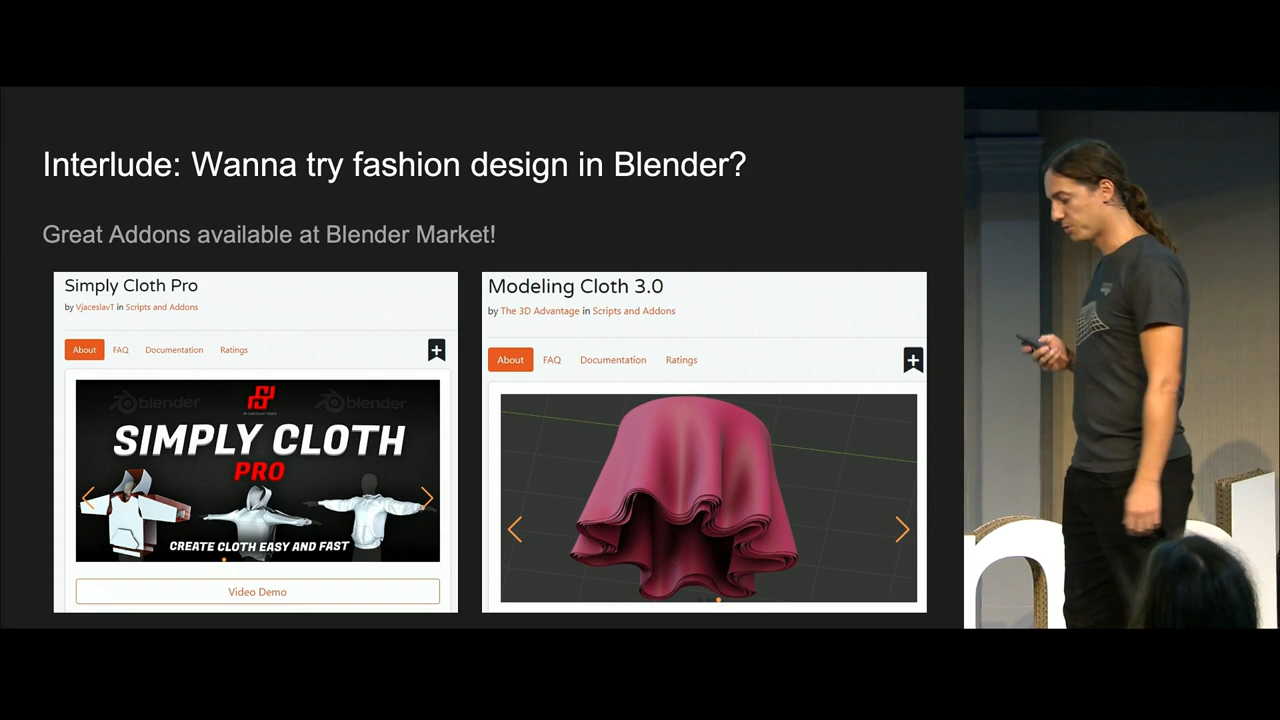 Interlude: Wanna try fashion design in Blender?
Great Addons available at Blender Market!
Simply Cloth Pro
by VjaceslavT in Scripts and Addons
About FAQ Documentation Ratings
blender blender
SIMPLY CLOTH
PRO
CREATE CLOTH EASY AND FAST
Video Demo
Modeling Cloth 3.0
by The 3D Advantage in Scripts and Addons
About FAQ Documentation Ratings